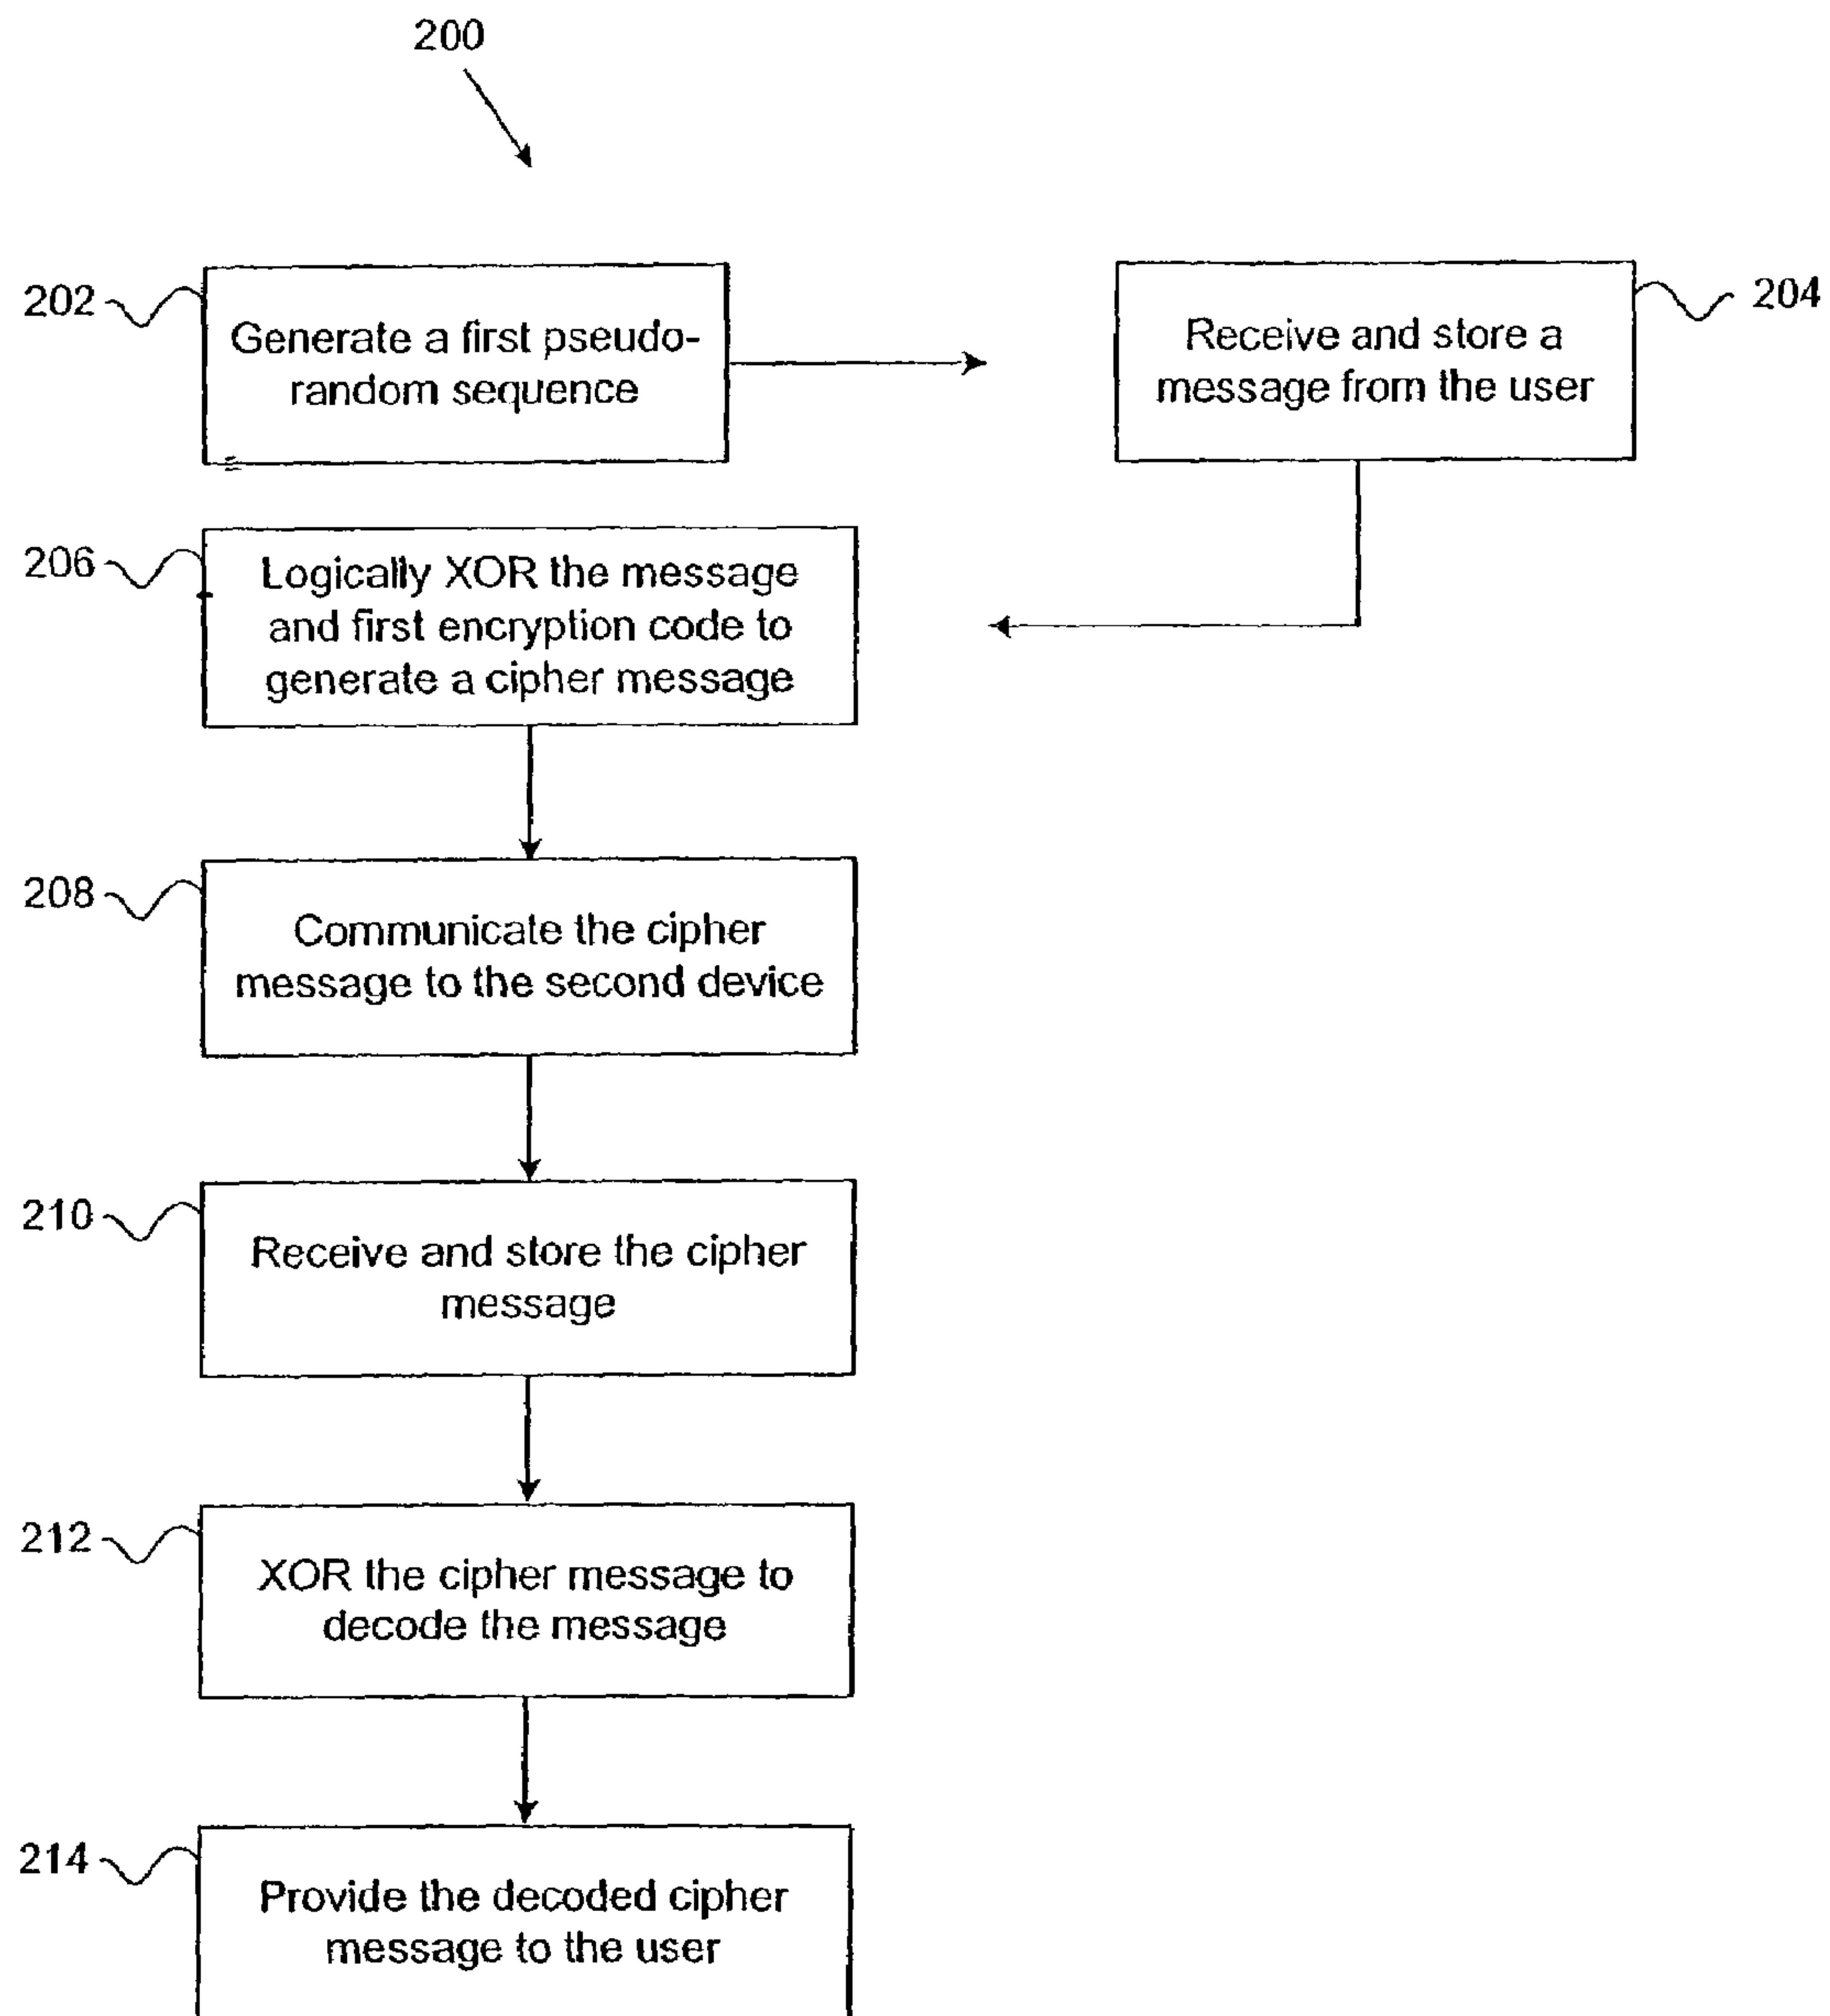 200
202
Generate a first pseudo-
random sequence
204
Receive and store a
message from the user
206
Logically XOR the message
and first encryption code to
generate a cipher message
208
Communicate the cipher
message to the second device
210
Receive and store the cipher
message
212
XOR the cipher message to
decode the message
214
Provide the decoded cipher
message to the user